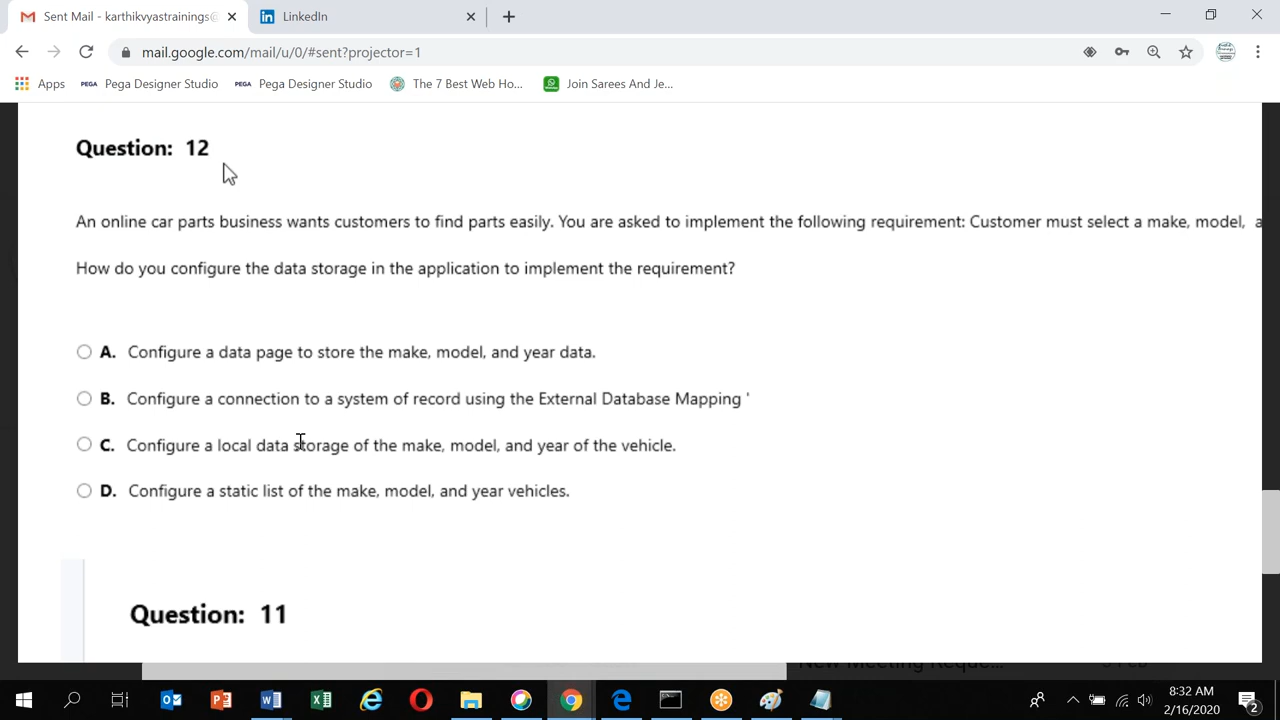 Sent Mail - karthikvyastrainings@
LinkedIn
mail.google.com/mail/u/0/#sent?projector=1
Apps
PEGA Pega Designer Studio
PEGA Pega Designer Studio
The 7 Best Web Ho...
Join Sarees And Je...
Question: 12
An online car parts business wants customers to find parts easily. You are asked to implement the following requirement: Customer must select a make, model,
How do you configure the data storage in the application to implement the requirement?
A. Configure a data page to store the make, model, and year data.
B. Configure a connection to a system of record using the External Database Mapping '
C. Configure a local data storage of the make, model, and year of the vehicle.
D. Configure a static list of the make, model, and year vehicles.
Question: 11
New Meeting Reque...
8:32 AM
2/16/2020
2